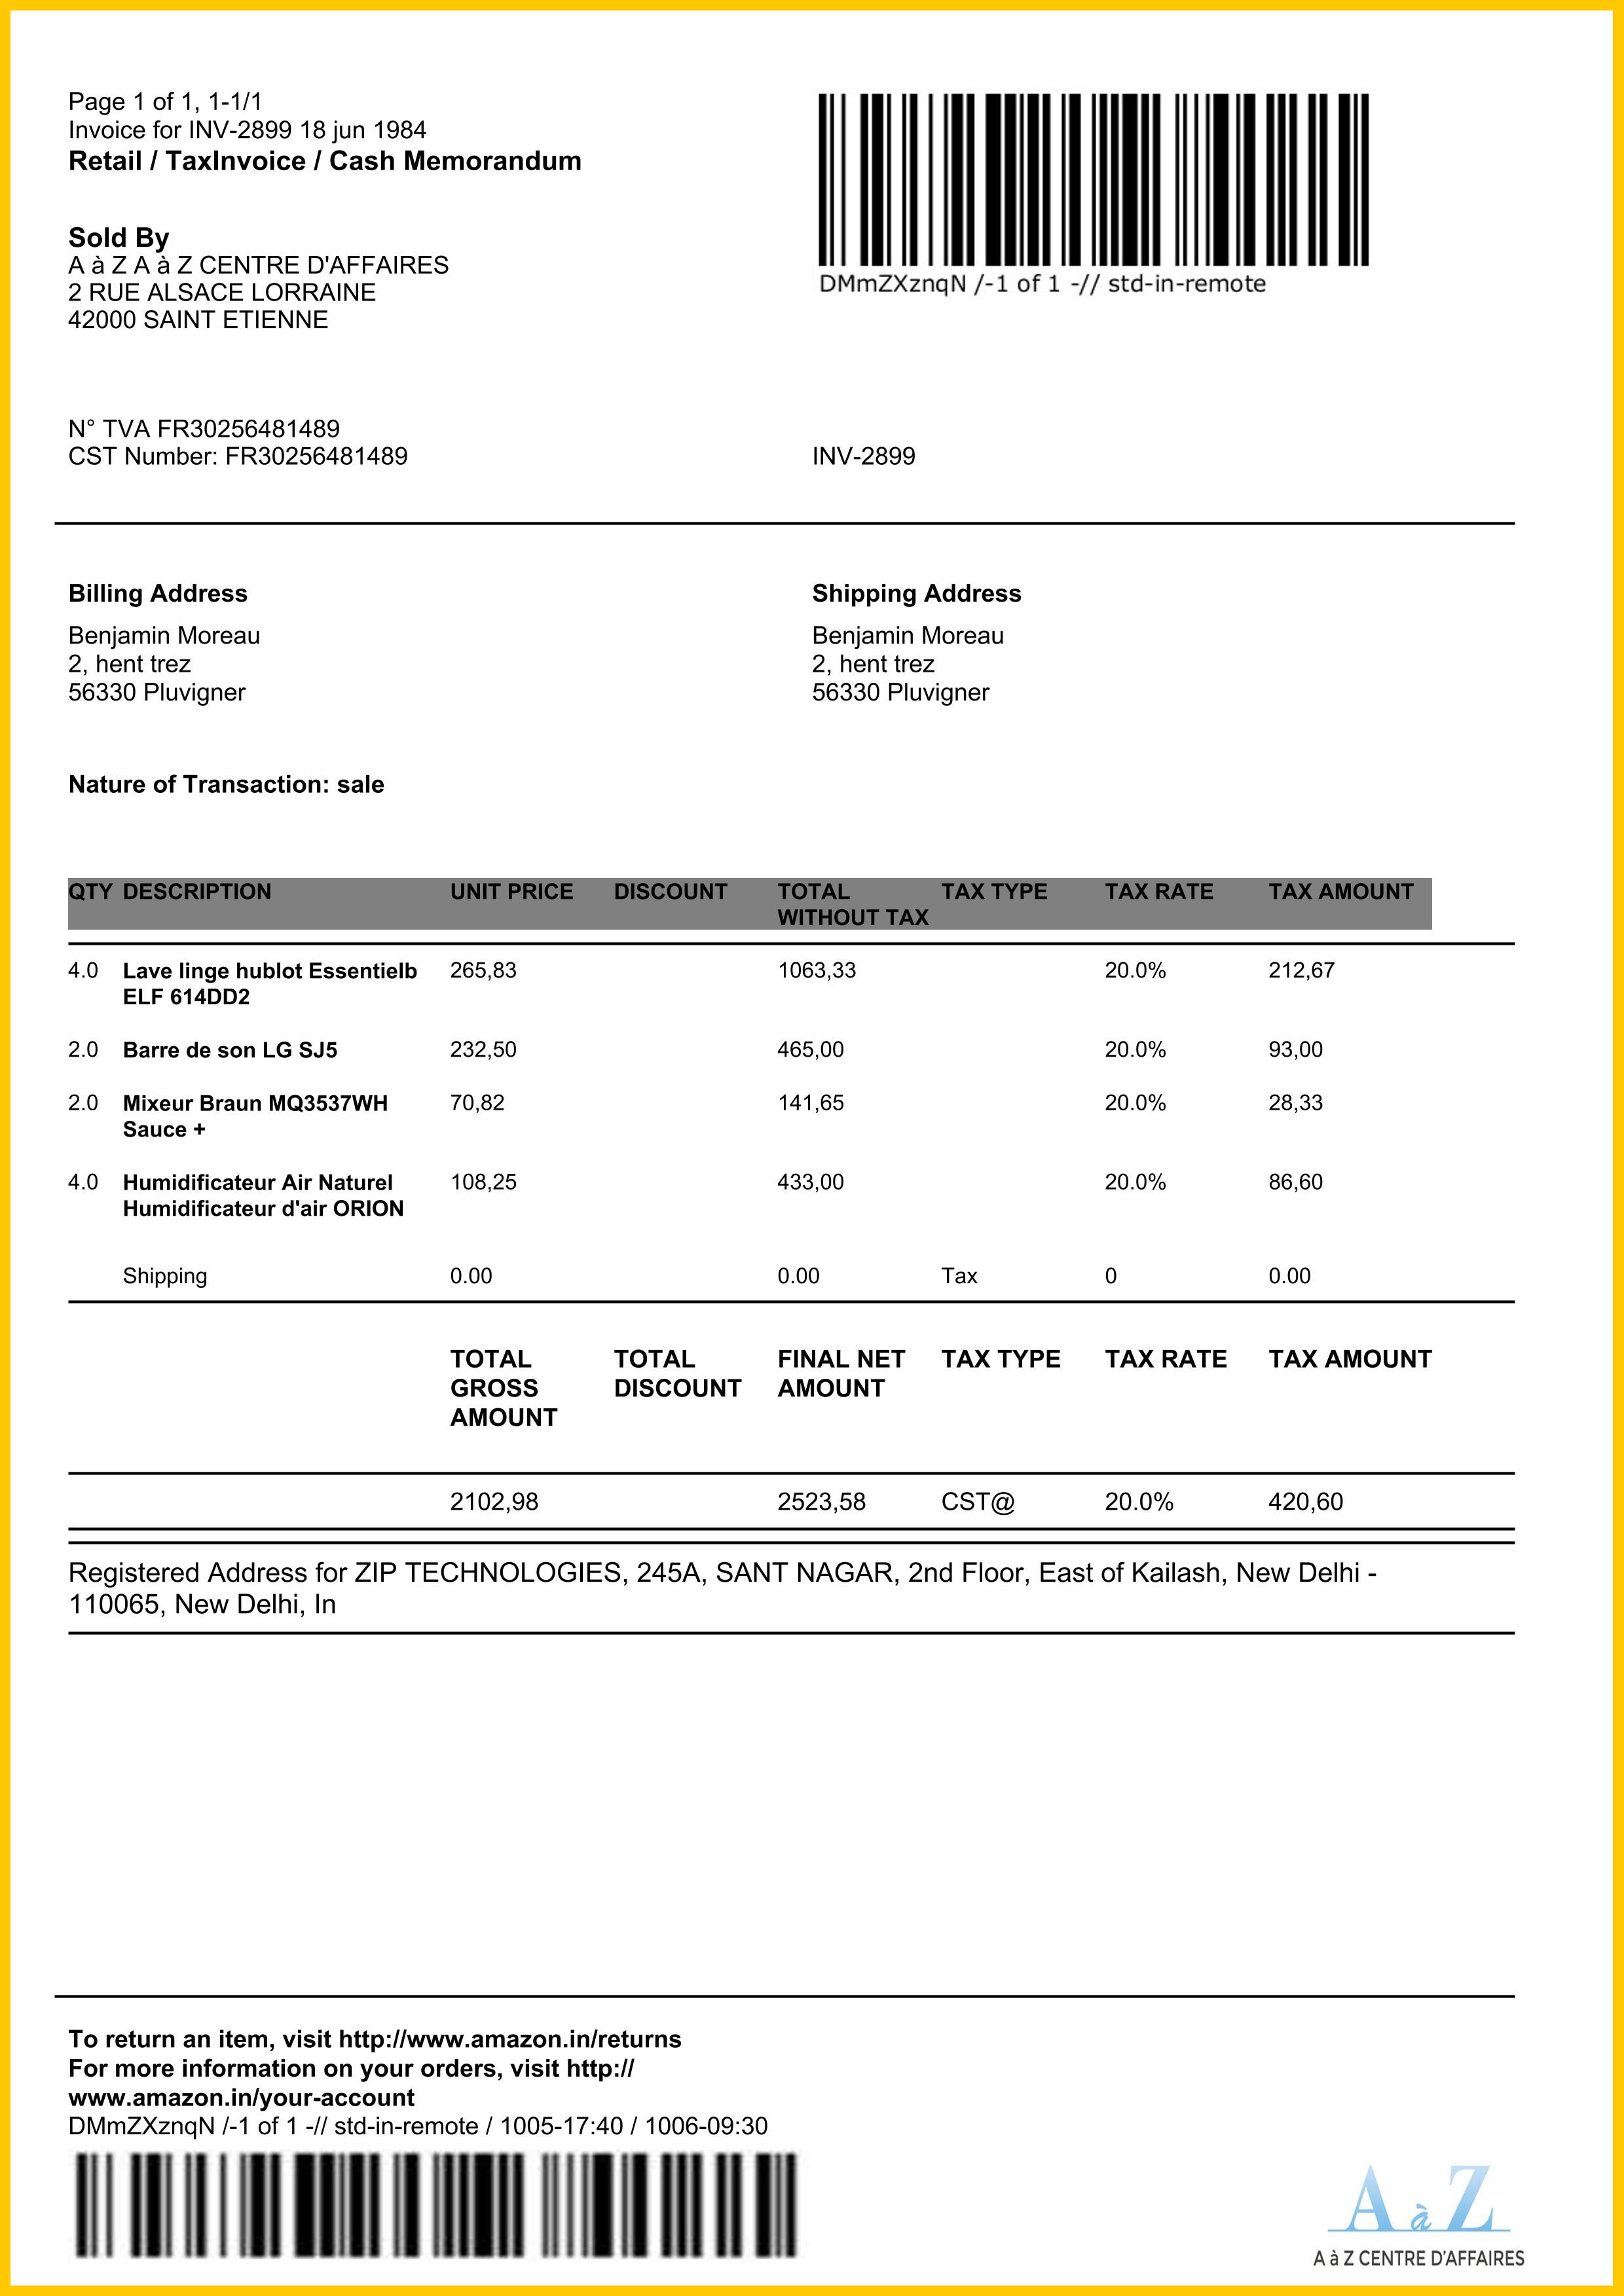 Page 1 of 1, 1-1/1
Invoice for INV-2899 18 jun 1984
Retail / TaxInvoice / Cash Memorandum
DMmZXznqN /-1 of 1 -// std-in-remote
Sold By
A à Z A à Z CENTRE D'AFFAIRES
2 RUE ALSACE LORRAINE
42000 SAINT ETIENNE
N° TVA FR30256481489
CST Number: FR30256481489
INV-2899
Billing Address
Benjamin Moreau
2, hent trez
56330 Pluvigner
Shipping Address
Benjamin Moreau
2, hent trez
56330 Pluvigner
Nature of Transaction: sale
QTY DESCRIPTION UNIT PRICE DISCOUNT TOTAL TAX TYPE TAX RATE TAX AMOUNT
WITHOUT TAX
4.0 Lave linge hublot Essentielb 265,83 1063,33 20.0% 212,67
ELF 614DD2
2.0 Barre de son LG SJ5 232,50 465,00 20.0% 93,00
2.0 Mixeur Braun MQ3537WH 70,82 141,65 20.0% 28,33
Sauce +
4.0 Humidificateur Air Naturel 108,25 433,00 20.0% 86,60
Humidificateur d'air ORION
Shipping 0.00 0.00 Tax 0 0.00
TOTAL TOTAL FINAL NET TAX TYPE TAX RATE TAX AMOUNT
GROSS DISCOUNT AMOUNT
AMOUNT
2102,98 2523,58 CST@ 20.0% 420,60
Registered Address for ZIP TECHNOLOGIES, 245A, SANT NAGAR, 2nd Floor, East of Kailash, New Delhi -
110065, New Delhi, In
To return an item, visit http://www.amazon.in/returns
For more information on your orders, visit http://
www.amazon.in/your-account
DMmZXznqN /-1 of 1 -// std-in-remote / 1005-17:40 / 1006-09:30
A à Z
A à Z CENTRE D'AFFAIRES